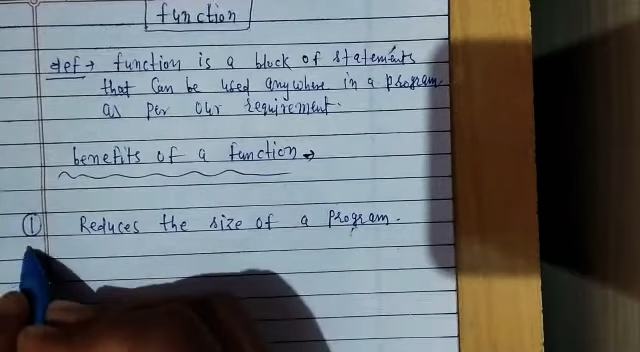 function
def → function is a block of statements
that can be used anywhere in a program
as per our requirement.
benefits of a function →
① Reduces the size of a program.